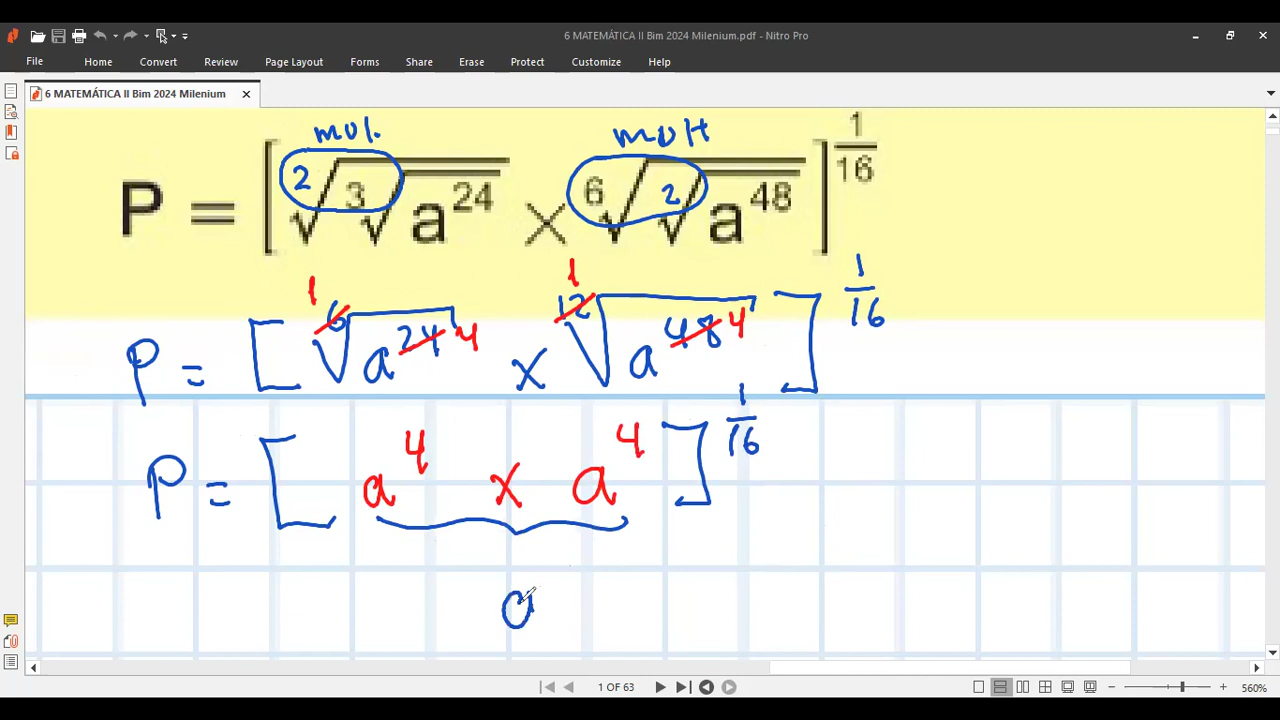 6 MATEMÁTICA II Bim 2024 Milenium.pdf - Nitro Pro
File Home Convert Review Page Layout Forms Share Erase Protect Customize Help
6 MATEMÁTICA II Bim 2024 Milenium
mul. mult
P = [ ²√ ³√ a²⁴ × ⁶√ ²√ a⁴⁸ ]^(1/16)
1 1
P = [ ⁶√ a²⁴ 4 x ¹²√ a⁴⁸ 4 ]^(1/16)
P = [ a⁴ x a⁴ ]^(1/16)
a
1 OF 63 560%